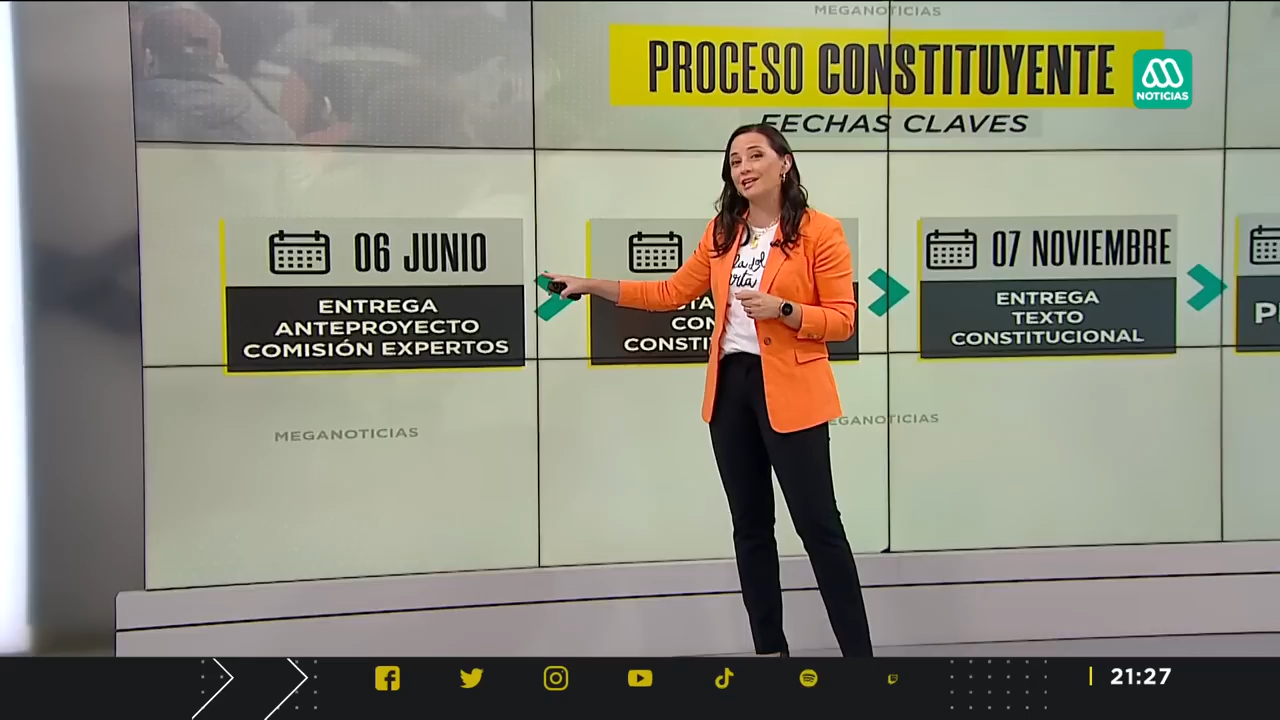 MEGANOTICIAS
PROCESO CONSTITUYENTE
NOTICIAS
FECHAS CLAVES
06 JUNIO
ENTREGA
ANTEPROYECTO
COMISIÓN EXPERTOS
07 NOVIEMBRE
ENTREGA
TEXTO
CONSTITUCIONAL
MEGANOTICIAS
EGANOTICIAS
21:27